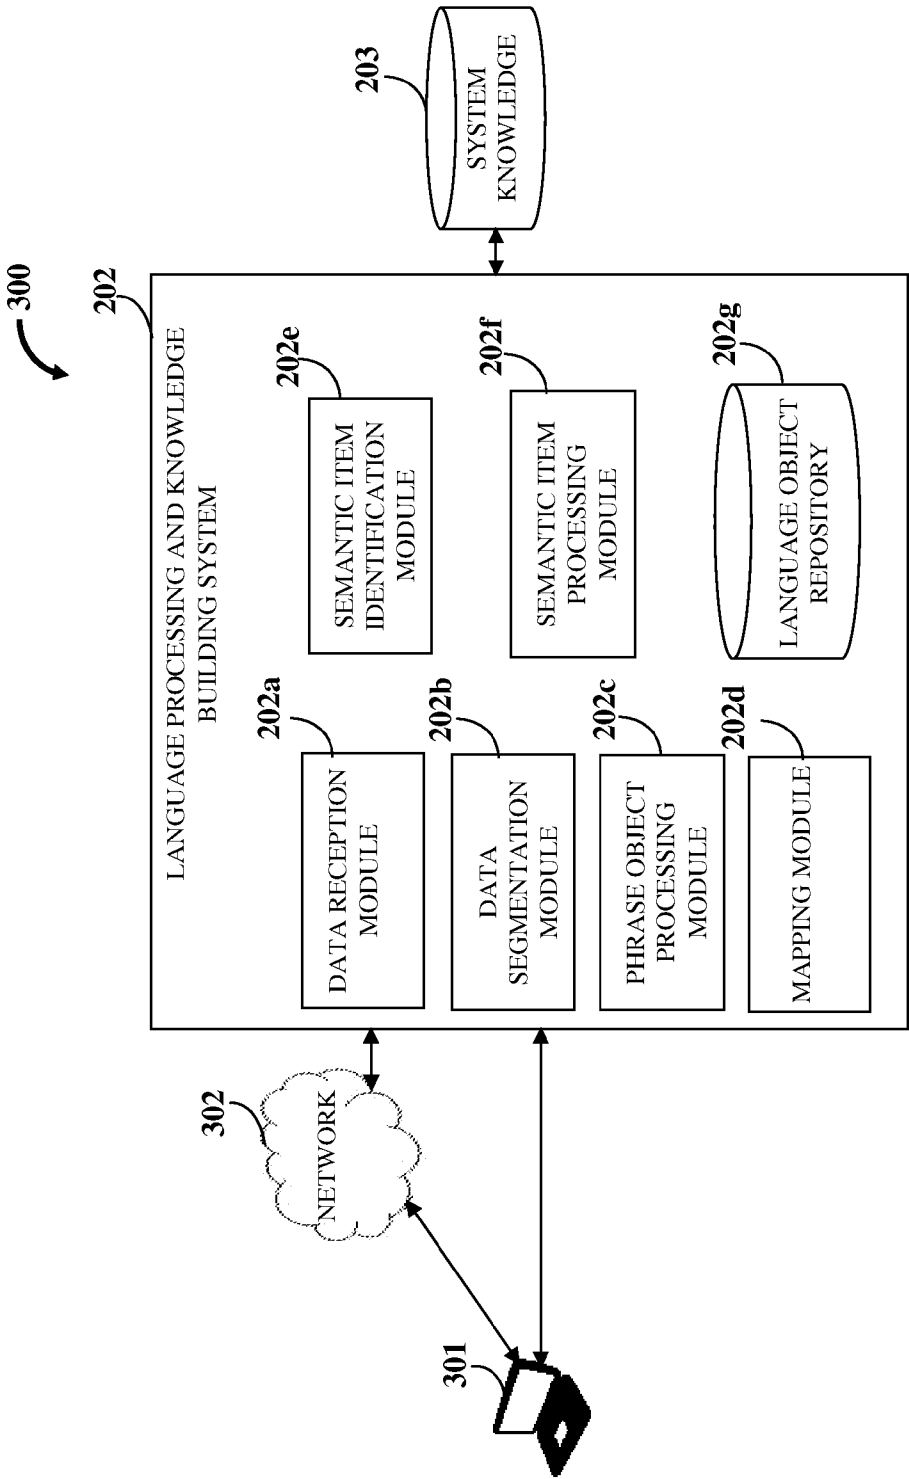 300
202
LANGUAGE PROCESSING AND KNOWLEDGE
BUILDING SYSTEM
302
NETWORK
301
202a
DATA RECEPTION
MODULE
202b
DATA
SEGMENTATION
MODULE
202c
PHRASE OBJECT
PROCESSING
MODULE
202d
MAPPING MODULE
202e
SEMANTIC ITEM
IDENTIFICATION
MODULE
202f
SEMANTIC ITEM
PROCESSING
MODULE
202g
LANGUAGE OBJECT
REPOSITORY
203
SYSTEM
KNOWLEDGE